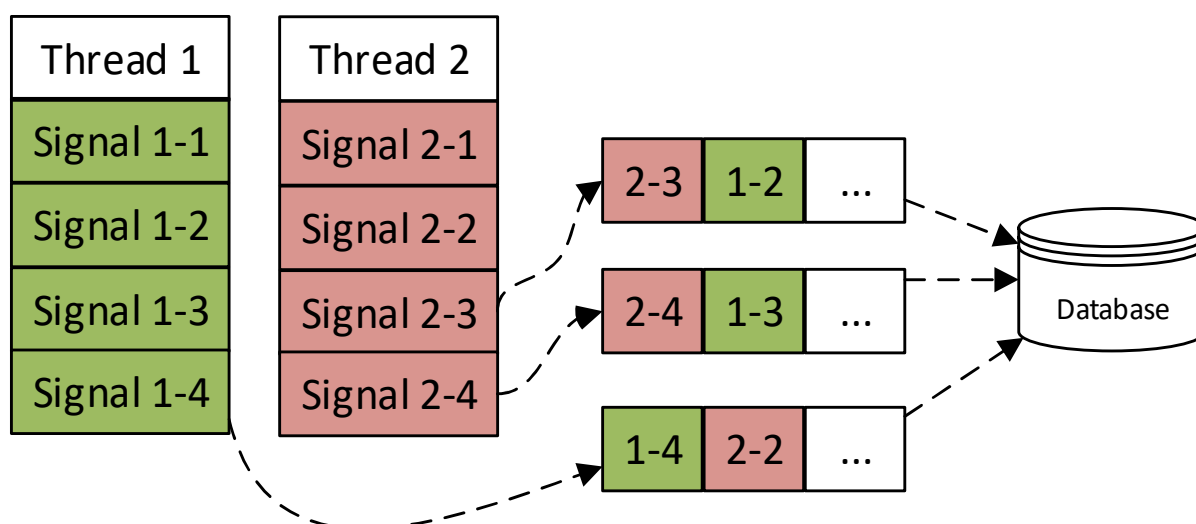 Thread 1
Signal 1-1
Signal 1-2
Signal 1-3
Signal 1-4
Thread 2
Signal 2-1
Signal 2-2
Signal 2-3
Signal 2-4
2-3 1-2 ...
2-4 1-3 ...
1-4 2-2 ...
Database